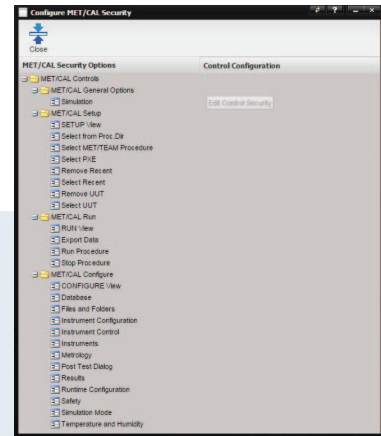 Configure MET/CAL Security
Close
MET/CAL Security Options
Control Configuration
MET/CAL Controls
MET/CAL General Options
Simulation
Edit Control Security
MET/CAL Setup
SETUP View
Select from Proc_Dir
Select MET/TEAM Procedure
Select PXE
Remove Recent
Select Recent
Remove UUT
Select UUT
MET/CAL Run
RUN View
Export Data
Run Procedure
Stop Procedure
MET/CAL Configure
CONFIGURE View
Database
Files and Folders
Instrument Configuration
Instrument Control
Instruments
Metrology
Post Test Dialog
Results
Runtime Configuration
Safety
Simulation Mode
Temperature and Humidity